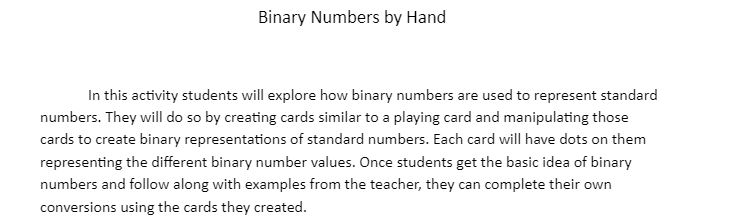 Binary Numbers by Hand
In this activity students will explore how binary numbers are used to represent standard
numbers. They will do so by creating cards similar to a playing card and manipulating those
cards to create binary representations of standard numbers. Each card will have dots on them
representing the different binary number values. Once students get the basic idea of binary
numbers and follow along with examples from the teacher, they can complete their own
conversions using the cards they created.